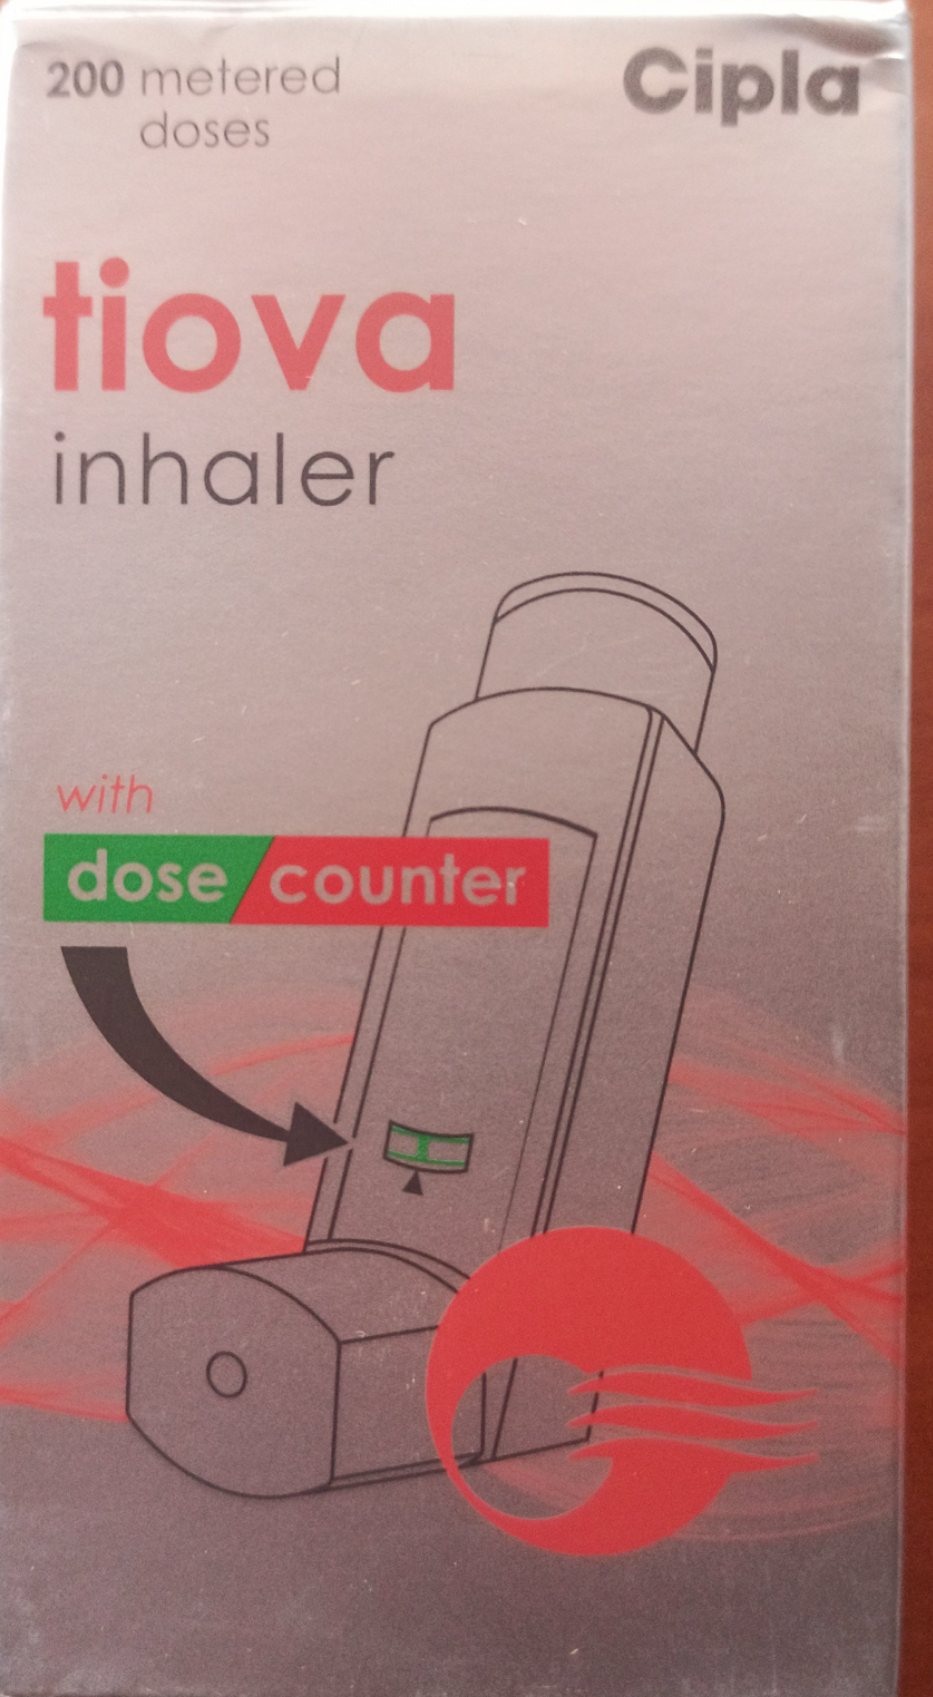 200 metered
doses
Cipla
tiova
inhaler
with
dose counter